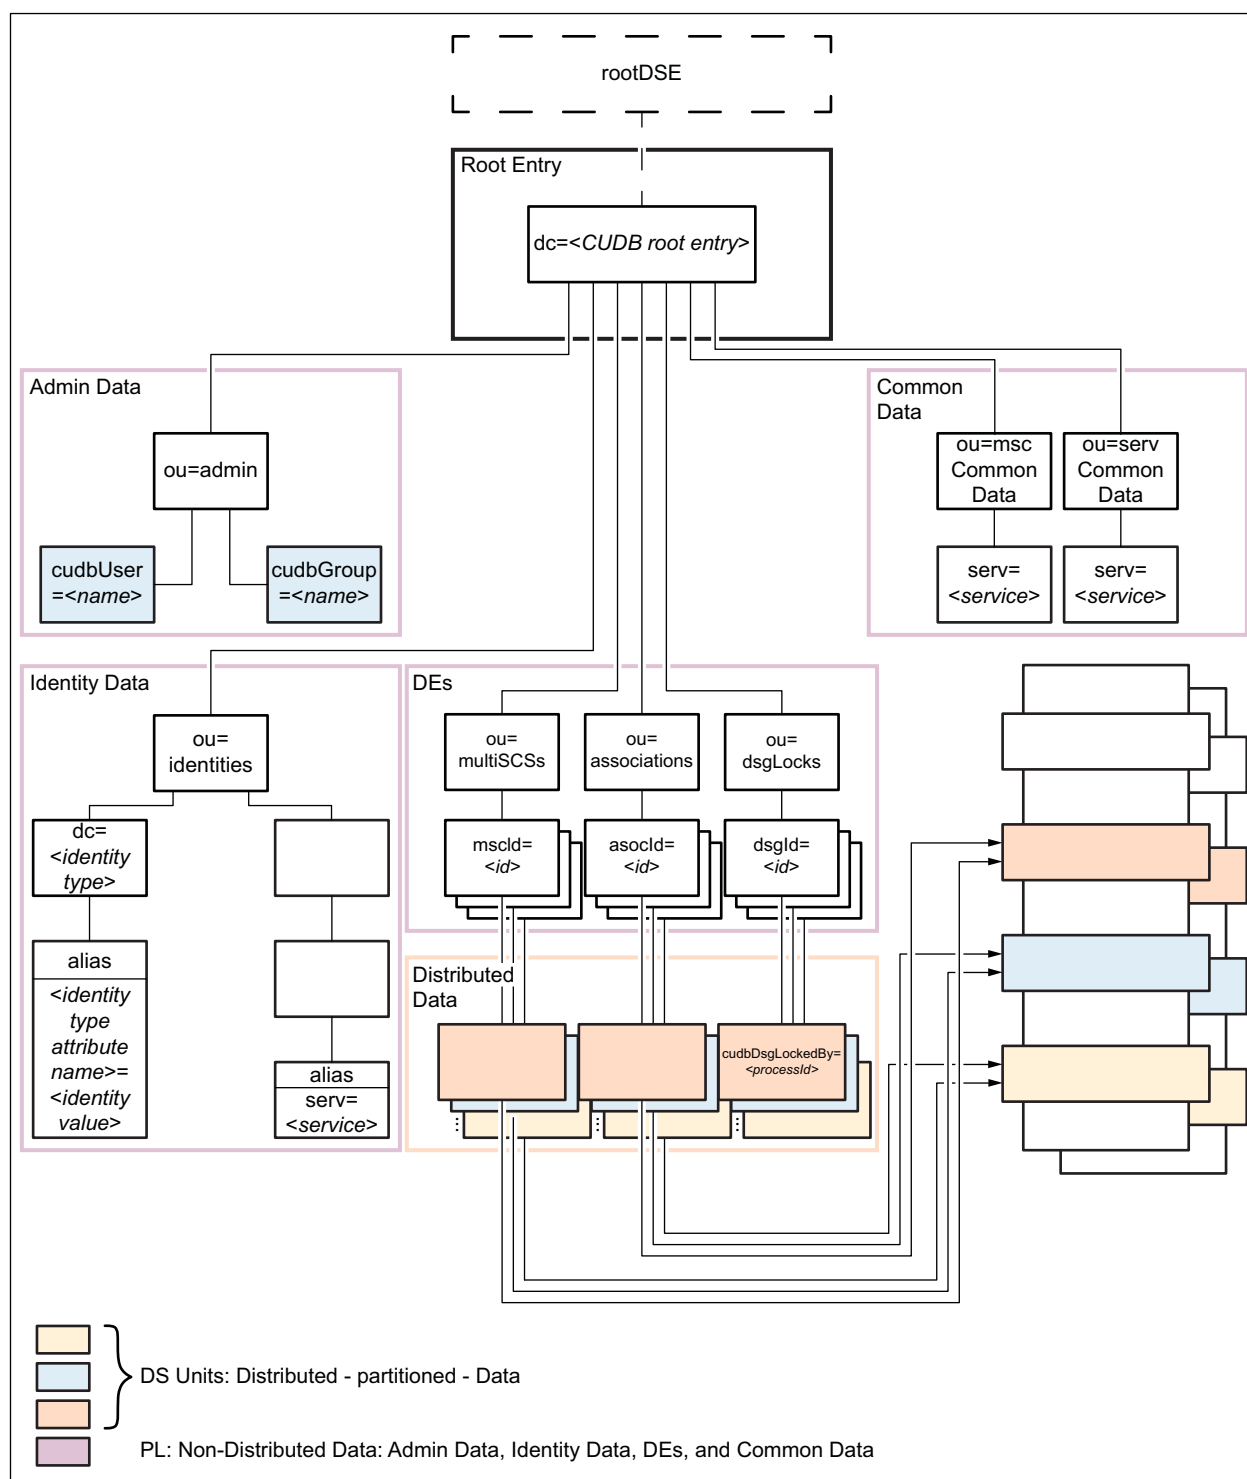 rootDSE
Root Entry
dc=<CUDB root entry>
Admin Data
ou=admin
cudbUser
=<name>
cudbGroup
=<name>
Common
Data
ou=msc
Common
Data
ou=serv
Common
Data
serv=
<service>
serv=
<service>
Identity Data
ou=
identities
dc=
<identity
type>
alias
<identity
type
attribute
name>=
<identity
value>
alias
serv=
<service>
DEs
ou=
multiSCSs
ou=
associations
ou=
dsgLocks
mscId=
<id>
asocId=
<id>
dsgId=
<id>
Distributed
Data
cudbDsgLockedBy=
<processId>
DS Units: Distributed - partitioned - Data
PL: Non-Distributed Data: Admin Data, Identity Data, DEs, and Common Data